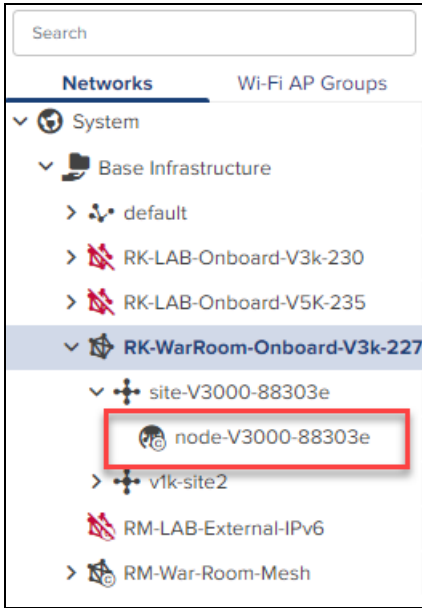 Search
Networks Wi-Fi AP Groups
System
Base Infrastructure
default
RK-LAB-Onboard-V3k-230
RK-LAB-Onboard-V5K-235
RK-WarRoom-Onboard-V3k-227
site-V3000-88303e
node-V3000-88303e
v1k-site2
RM-LAB-External-IPv6
RM-War-Room-Mesh